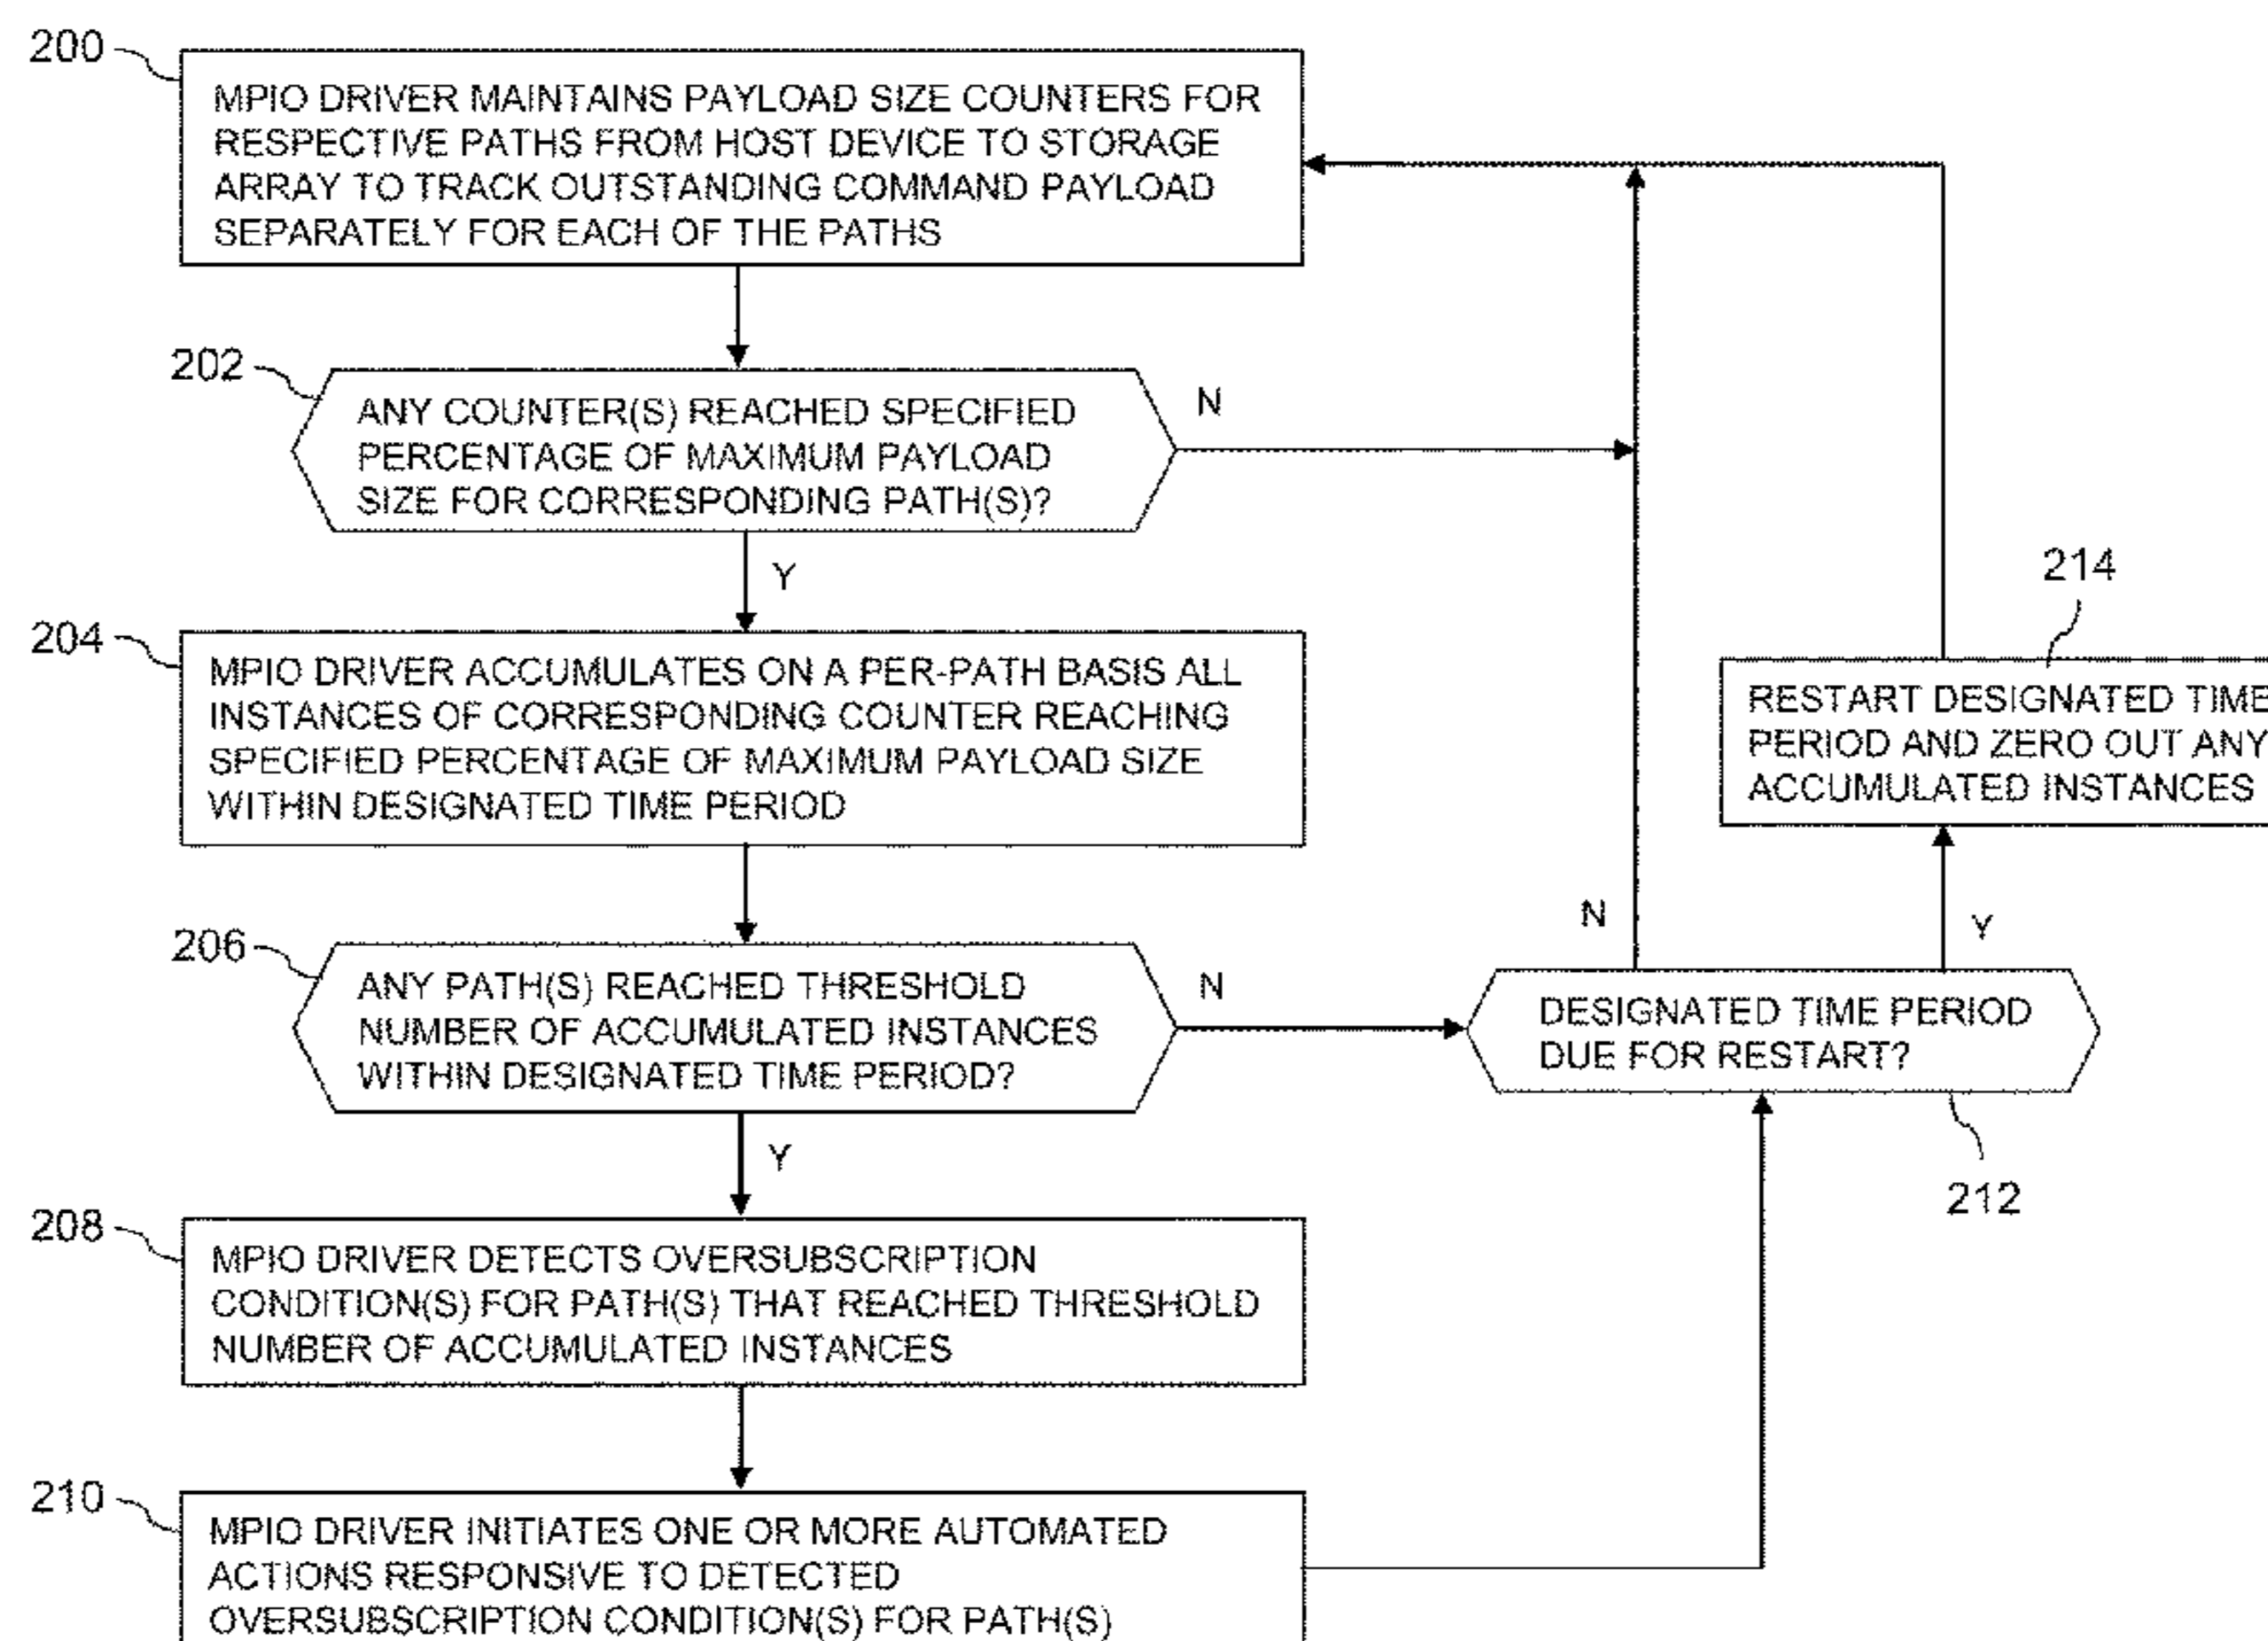 200
MPIO DRIVER MAINTAINS PAYLOAD SIZE COUNTERS FOR
RESPECTIVE PATHS FROM HOST DEVICE TO STORAGE
ARRAY TO TRACK OUTSTANDING COMMAND PAYLOAD
SEPARATELY FOR EACH OF THE PATHS
202
ANY COUNTER(S) REACHED SPECIFIED
PERCENTAGE OF MAXIMUM PAYLOAD
SIZE FOR CORRESPONDING PATH(S)?
N
Y
204
MPIO DRIVER ACCUMULATES ON A PER-PATH BASIS ALL
INSTANCES OF CORRESPONDING COUNTER REACHING
SPECIFIED PERCENTAGE OF MAXIMUM PAYLOAD SIZE
WITHIN DESIGNATED TIME PERIOD
206
ANY PATH(S) REACHED THRESHOLD
NUMBER OF ACCUMULATED INSTANCES
WITHIN DESIGNATED TIME PERIOD?
N
Y
208
MPIO DRIVER DETECTS OVERSUBSCRIPTION
CONDITION(S) FOR PATH(S) THAT REACHED THRESHOLD
NUMBER OF ACCUMULATED INSTANCES
210
MPIO DRIVER INITIATES ONE OR MORE AUTOMATED
ACTIONS RESPONSIVE TO DETECTED
OVERSUBSCRIPTION CONDITION(S) FOR PATH(S)
214
RESTART DESIGNATED TIME
PERIOD AND ZERO OUT ANY
ACCUMULATED INSTANCES
N
Y
DESIGNATED TIME PERIOD
DUE FOR RESTART?
212